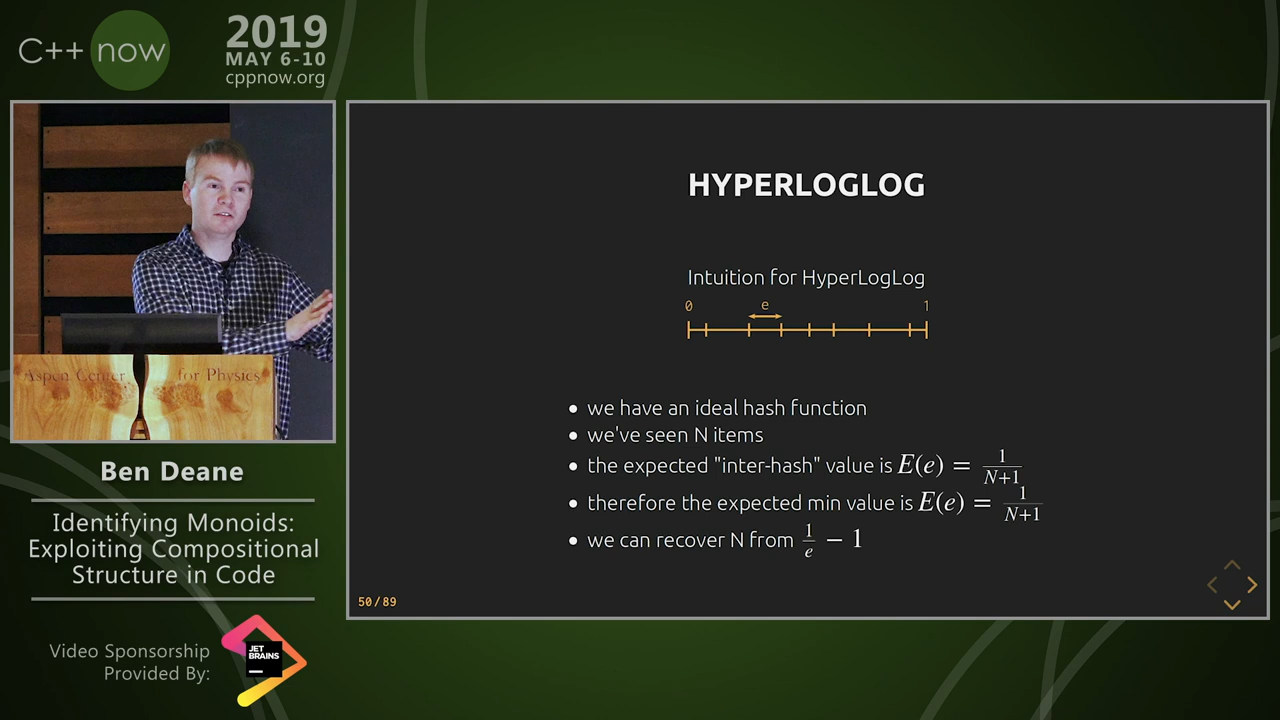 C++ now
2019
MAY 6-10
cppnow.org
Aspen Center for Physics
Ben Deane
Identifying Monoids:
Exploiting Compositional
Structure in Code
Video Sponsorship
Provided By:
JET
BRAINS
HYPERLOGLOG
Intuition for HyperLogLog
0 e 1
• we have an ideal hash function
• we've seen N items
• the expected "inter-hash" value is E(e) = 1/(N+1)
• therefore the expected min value is E(e) = 1/(N+1)
• we can recover N from 1/e − 1
50/89